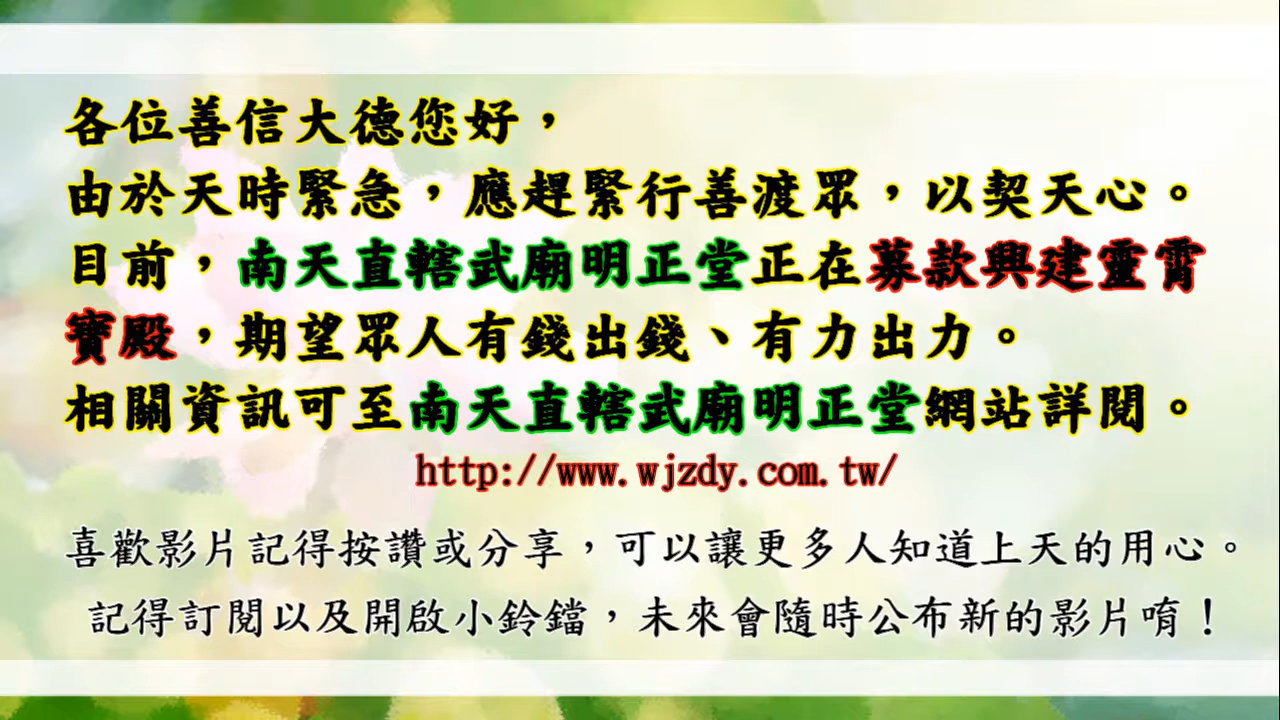 各位善信大德您好，
由於天時緊急，應趕緊行善渡眾，以契天心。
目前，南天直轄武廟明正堂正在募款興建靈霄
寶殿，期望眾人有錢出錢、有力出力。
相關資訊可至南天直轄武廟明正堂網站詳閱。
http://www.wjzdy.com.tw/
喜歡影片記得按讚或分享，可以讓更多人知道上天的用心。
記得訂閱以及開啟小鈴鐺，未來會隨時公布新的影片唷！